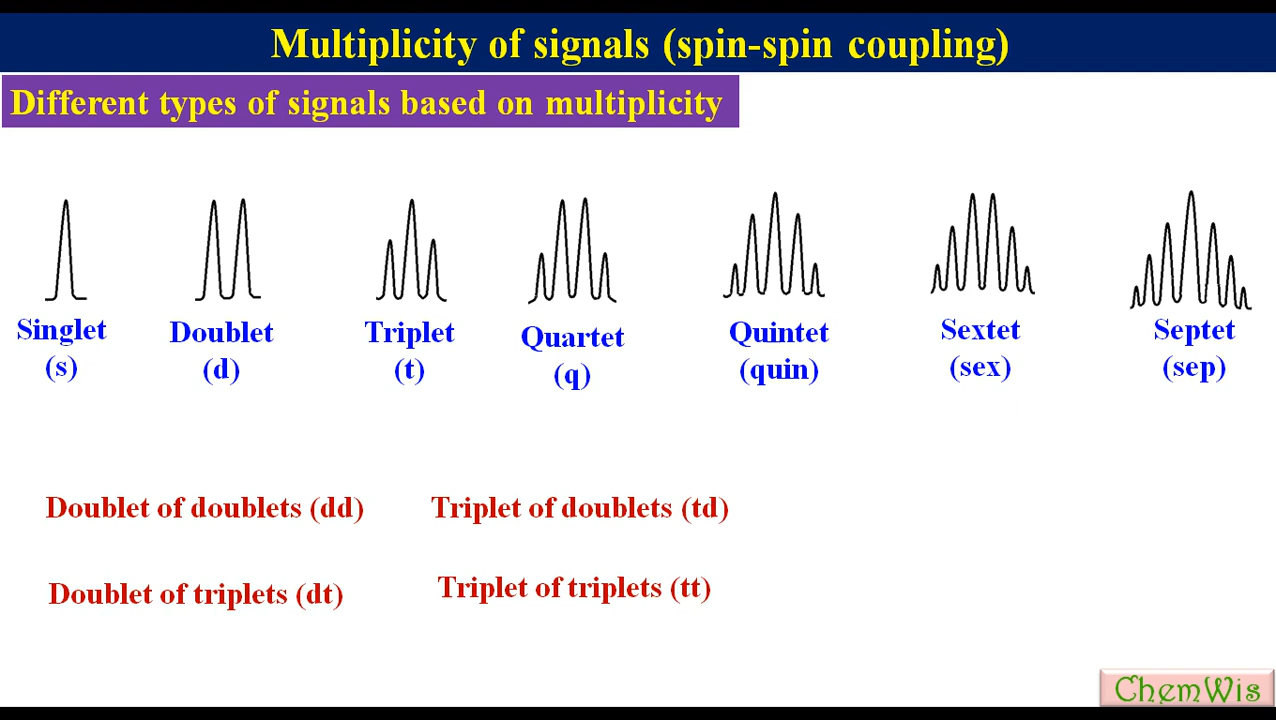 Multiplicity of signals (spin-spin coupling)
Different types of signals based on multiplicity
Singlet
(s)
Doublet
(d)
Triplet
(t)
Quartet
(q)
Quintet
(quin)
Sextet
(sex)
Septet
(sep)
Doublet of doublets (dd)
Triplet of doublets (td)
Doublet of triplets (dt)
Triplet of triplets (tt)
ChemWis